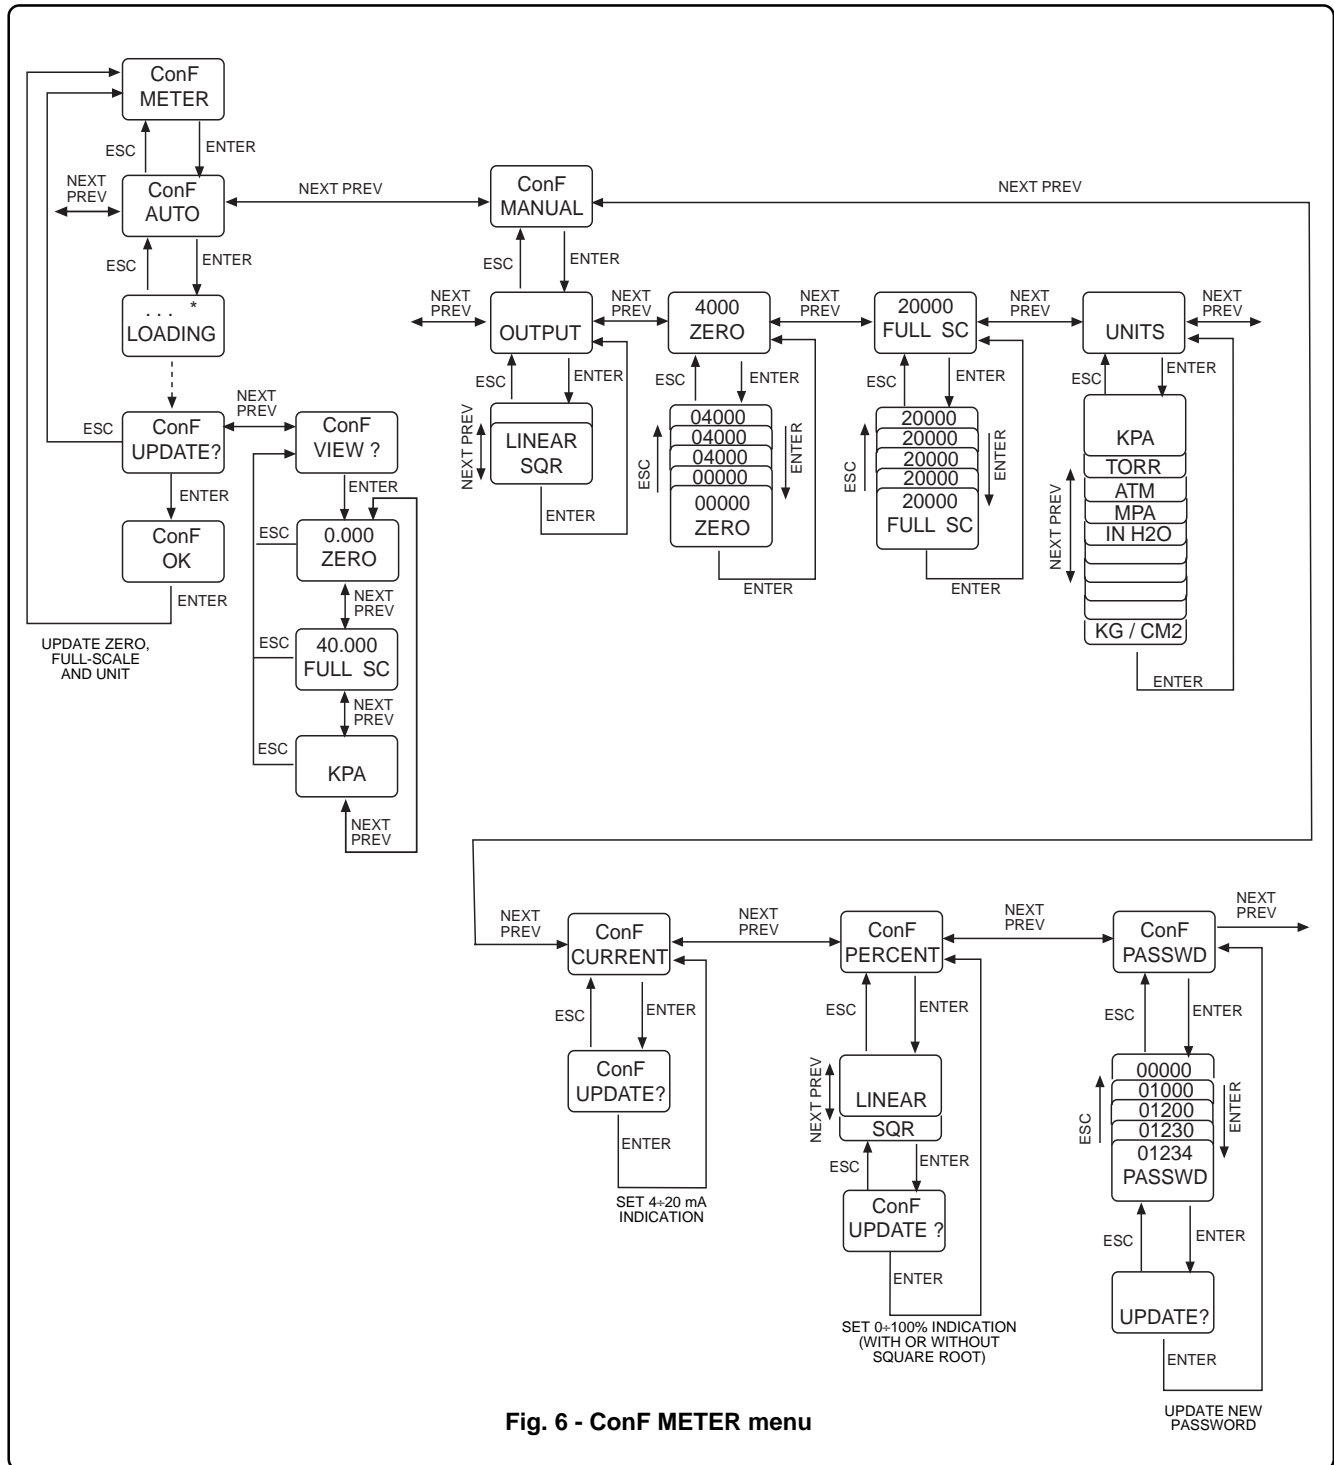 ConF
METER
ESC
ENTER
NEXT
PREV
ConF
AUTO
NEXT PREV
ConF
MANUAL
NEXT PREV
ESC
ENTER
. . . *
LOADING
ESC
NEXT
PREV
ConF
UPDATE?
ConF
VIEW ?
ENTER
ENTER
ConF
OK
ENTER
UPDATE ZERO,
FULL-SCALE
AND UNIT
ESC
0.000
ZERO
NEXT
PREV
ESC
40.000
FULL SC
NEXT
PREV
ESC
KPA
NEXT
PREV
ESC
ENTER
NEXT
PREV
OUTPUT
NEXT
PREV
4000
ZERO
NEXT
PREV
20000
FULL SC
NEXT
PREV
UNITS
NEXT
PREV
ESC
ENTER
NEXT PREV
LINEAR
SQR
ENTER
ESC
ENTER
04000
04000
04000
00000
00000
ZERO
ESC
ENTER
ENTER
ESC
ENTER
20000
20000
20000
20000
20000
FULL SC
ESC
ENTER
ENTER
ESC
ENTER
KPA
TORR
ATM
MPA
IN H2O
KG / CM2
NEXT PREV
ENTER
NEXT
PREV
ConF
CURRENT
NEXT
PREV
ConF
PERCENT
NEXT
PREV
ConF
PASSWD
NEXT
PREV
ESC
ENTER
ConF
UPDATE?
ENTER
SET 4÷20 mA
INDICATION
ESC
ENTER
NEXT PREV
LINEAR
SQR
ESC
ENTER
ConF
UPDATE ?
ENTER
SET 0÷100% INDICATION
(WITH OR WITHOUT
SQUARE ROOT)
ESC
ENTER
00000
01000
01200
01230
01234
PASSWD
ESC
ENTER
ESC
ENTER
UPDATE?
ENTER
UPDATE NEW
PASSWORD
Fig. 6 - ConF METER menu